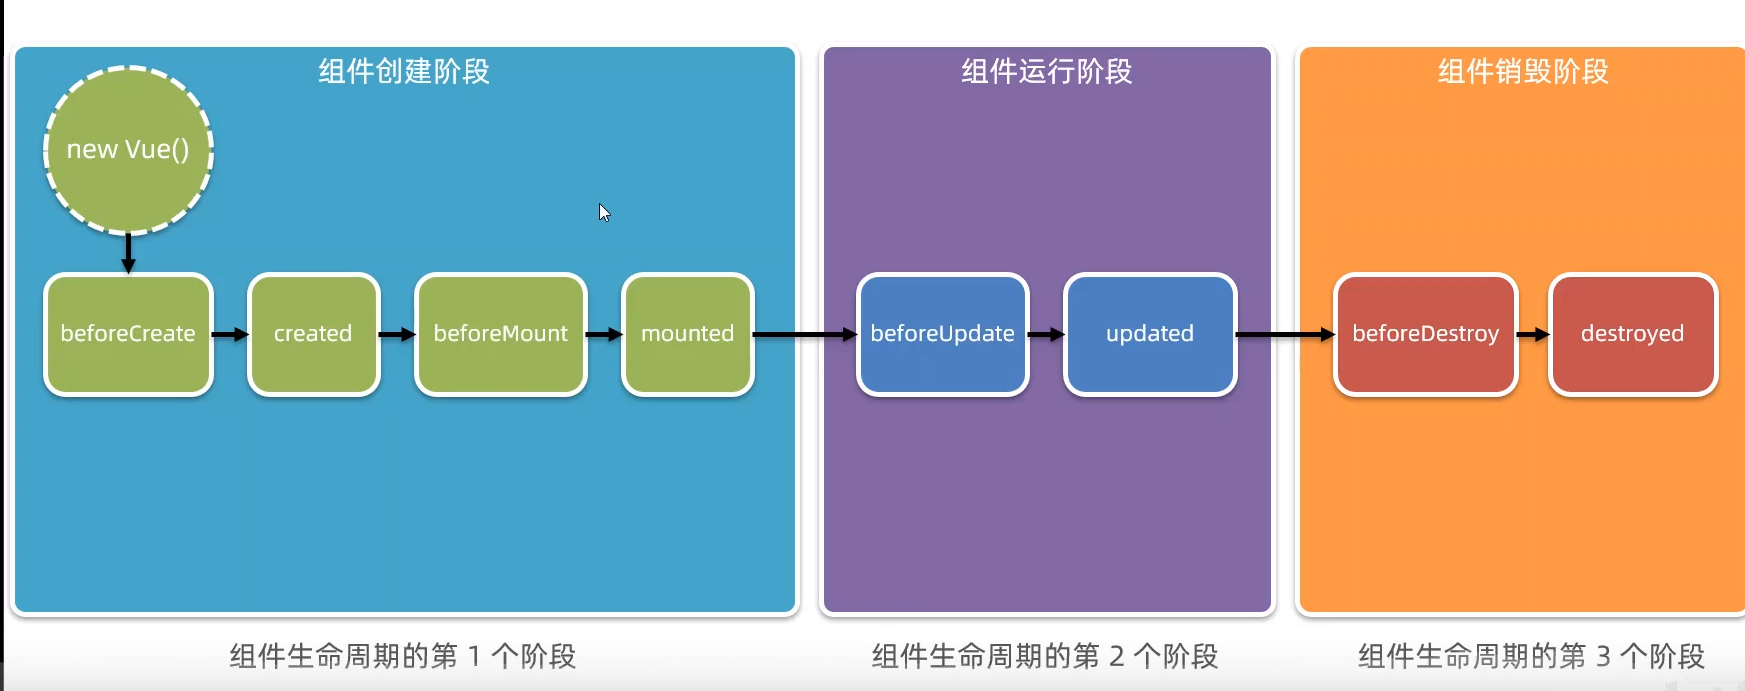 组件创建阶段
组件运行阶段
组件销毁阶段
new Vue()
beforeCreate
created
beforeMount
mounted
beforeUpdate
updated
beforeDestroy
destroyed
组件生命周期的第 1 个阶段
组件生命周期的第 2 个阶段
组件生命周期的第 3 个阶段